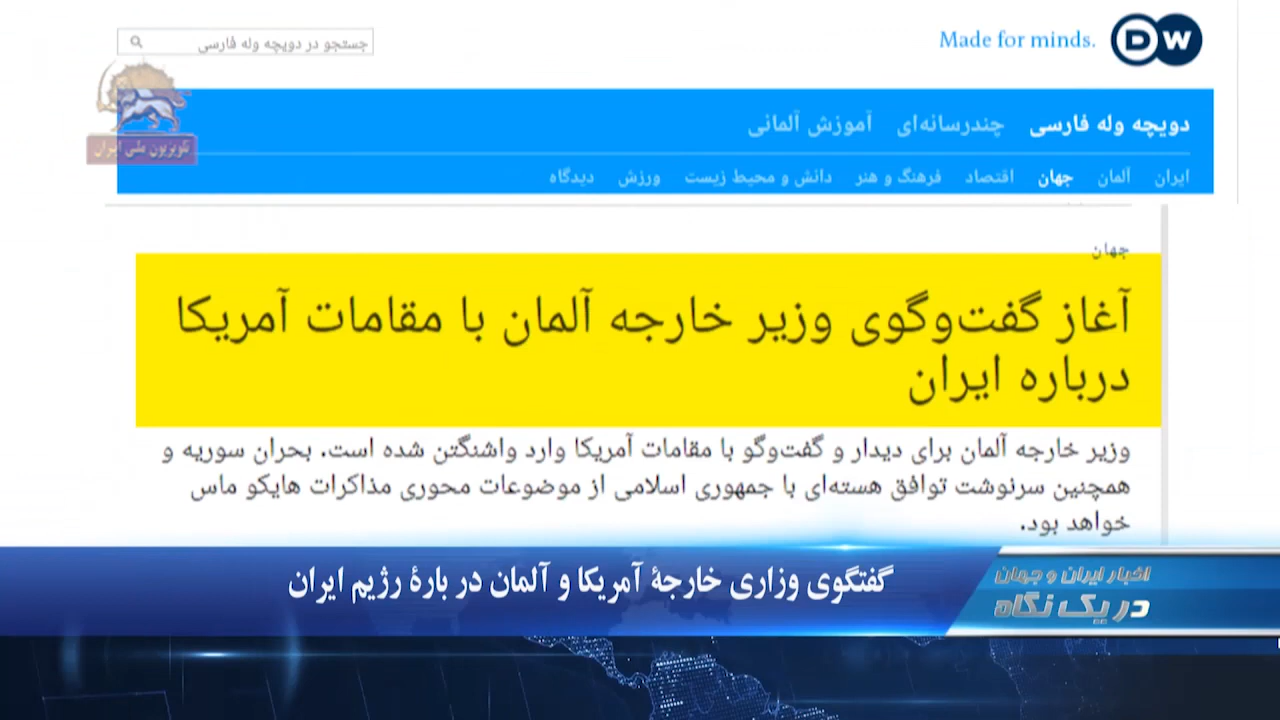 جستجو در دویچه وله فارسی
Made for minds.
DW
تلویزیون ملی ایران
دویچه وله فارسی چندرسانه‌ای آموزش آلمانی
ایران آلمان جهان اقتصاد فرهنگ و هنر دانش و محیط زیست ورزش دیدگاه
جهان
آغاز گفت‌وگوی وزیر خارجه آلمان با مقامات آمریکا
درباره ایران
وزیر خارجه آلمان برای دیدار و گفت‌وگو با مقامات آمریکا وارد واشنگتن شده است. بحران سوریه و
همچنین سرنوشت توافق هسته‌ای با جمهوری اسلامی از موضوعات محوری مذاکرات هایکو ماس
خواهد بود.
اخبار ایران و جهان
در یک نگاه
گفتگوی وزاری خارجهٔ آمریکا و آلمان در بارهٔ رژیم ایران